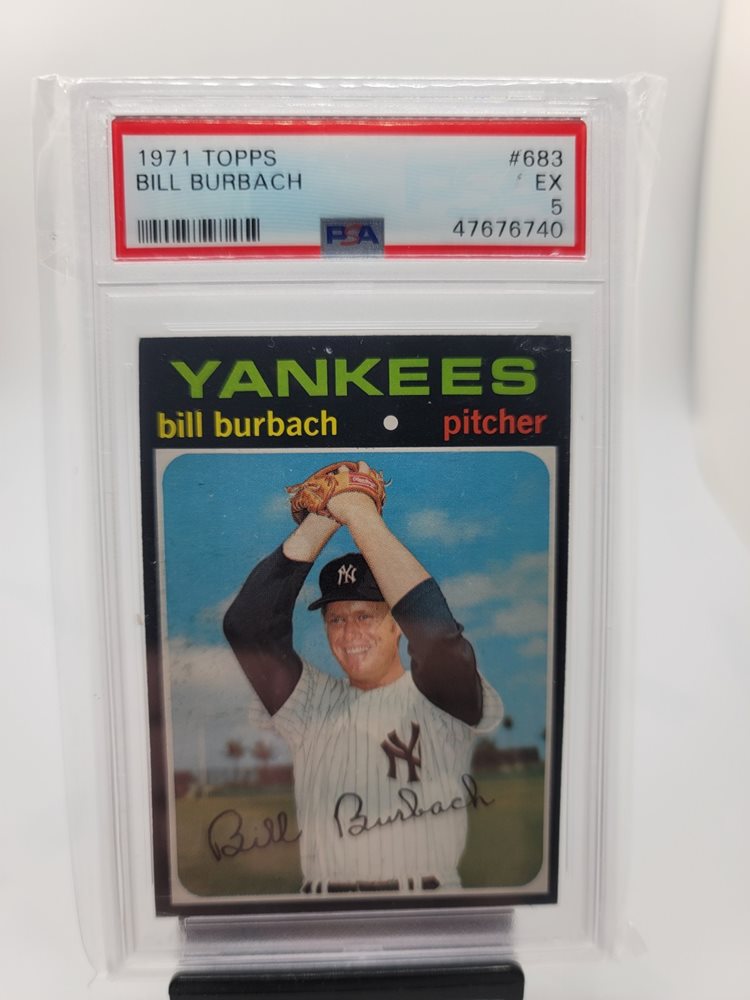 1971 TOPPS #683
BILL BURBACH EX
5
PSA 47676740
YANKEES
bill burbach pitcher
NY
NY
Bill Burbach